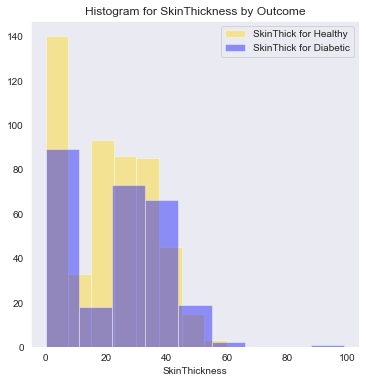 Histogram for SkinThickness by Outcome
SkinThick for Healthy
SkinThick for Diabetic
140
120
100
80
60
40
20
0
0 20 40 60 80 100
SkinThickness